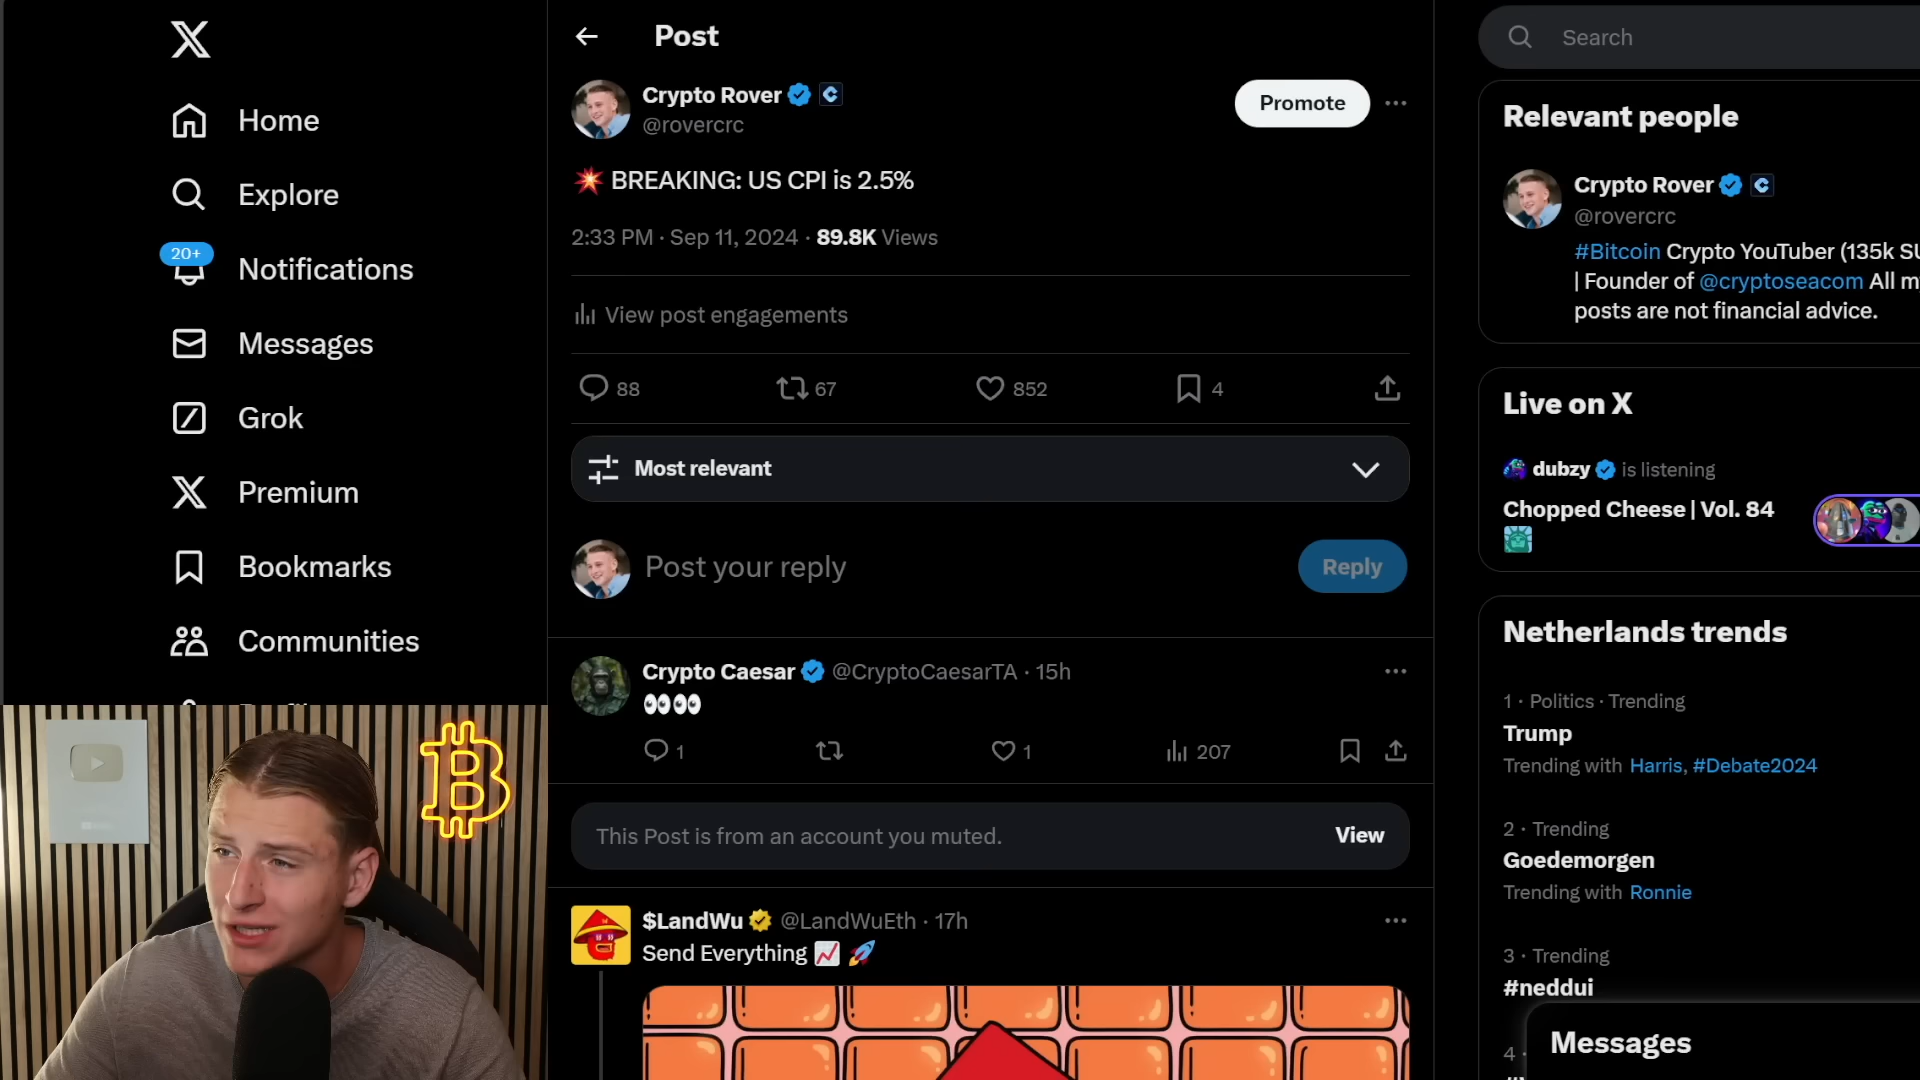 Home
Explore
20+
Notifications
Messages
Grok
Premium
Bookmarks
Communities
Post
Crypto Rover
@rovercrc
Promote
💥 BREAKING: US CPI is 2.5%
2:33 PM · Sep 11, 2024 · 89.8K Views
View post engagements
88
67
852
4
Most relevant
Post your reply
Reply
Crypto Caesar @CryptoCaesarTA · 15h
👀👀
1
1
207
This Post is from an account you muted.
View
$LandWu @LandWuEth · 17h
Send Everything 📈 🚀
Search
Relevant people
Crypto Rover
@rovercrc
#Bitcoin Crypto YouTuber (135k SU
| Founder of @cryptoseacom All my
posts are not financial advice.
Live on X
dubzy is listening
Chopped Cheese | Vol. 84
🗽
Netherlands trends
1 · Politics · Trending
Trump
Trending with Harris, #Debate2024
2 · Trending
Goedemorgen
Trending with Ronnie
3 · Trending
#neddui
4 ·
Messages